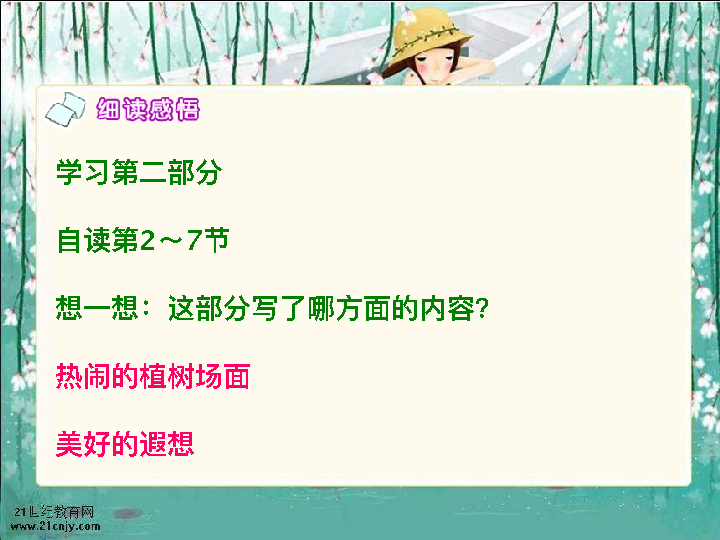 细读感悟
学习第二部分
自读第2～7节
想一想：这部分写了哪方面的内容?
热闹的植树场面
美好的遐想
21世纪教育网
www.21cnjy.com